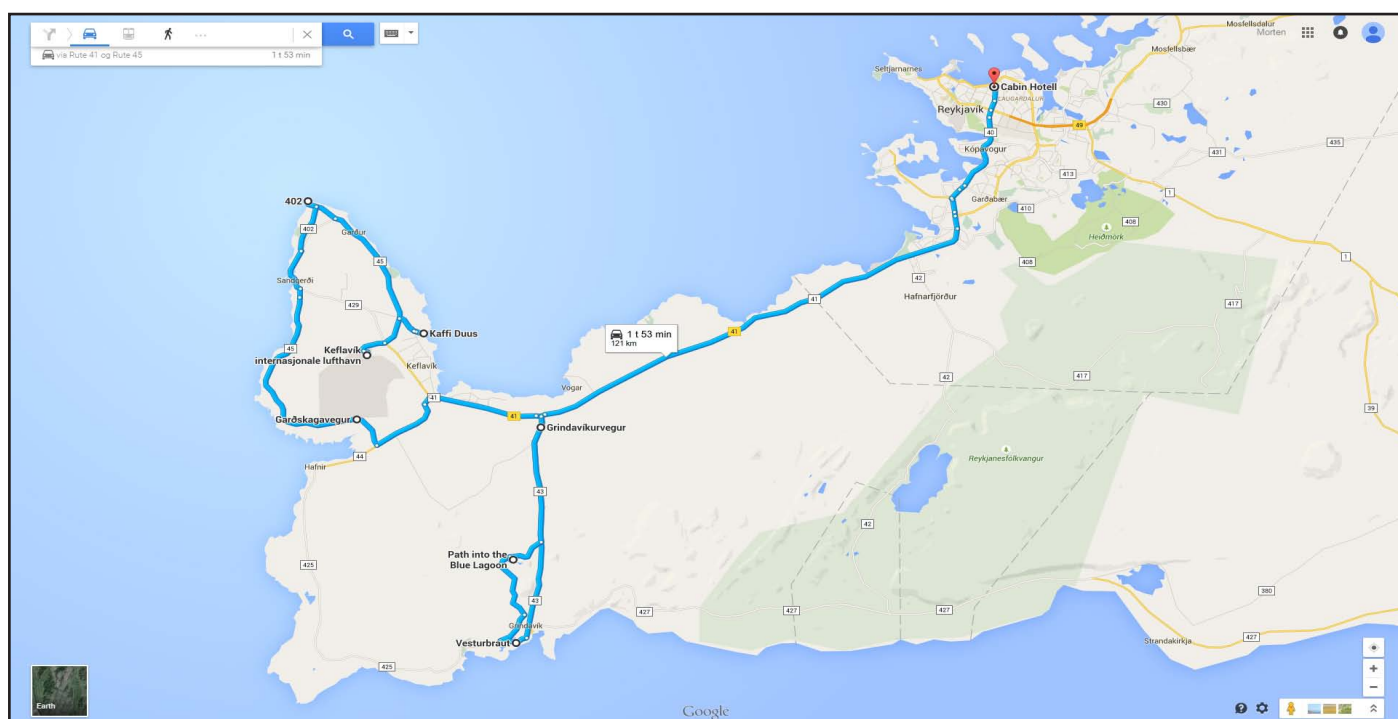 via Rute 41 og Rute 45
1 t 53 min
Mosfellsdalur
Morten
Mosfellsbær
Seltjarnarnes
Cabin Hotell
LAUGARDALUR
Reykjavík
430
49
40
Kópavogur
431
435
413
1
Garðabær
410
408
Heiðmörk
408
1
402
402
Garður
45
Sandgerði
429
42
Hafnarfjörður
41
417
Kaffi Duus
1 t 53 min
121 km
41
45
Keflavík
internasjonale lufthavn
Keflavík
42
417
Vogar
41
41
39
Garðskagavegur
Grindavíkurvegur
44
Hafnir
Reykjanesfólkvangur
43
42
Path into the
Blue Lagoon
425
43
380
427
427
427
Grindavík
Vesturbraut
Strandakirkja
427
425
Earth
Google